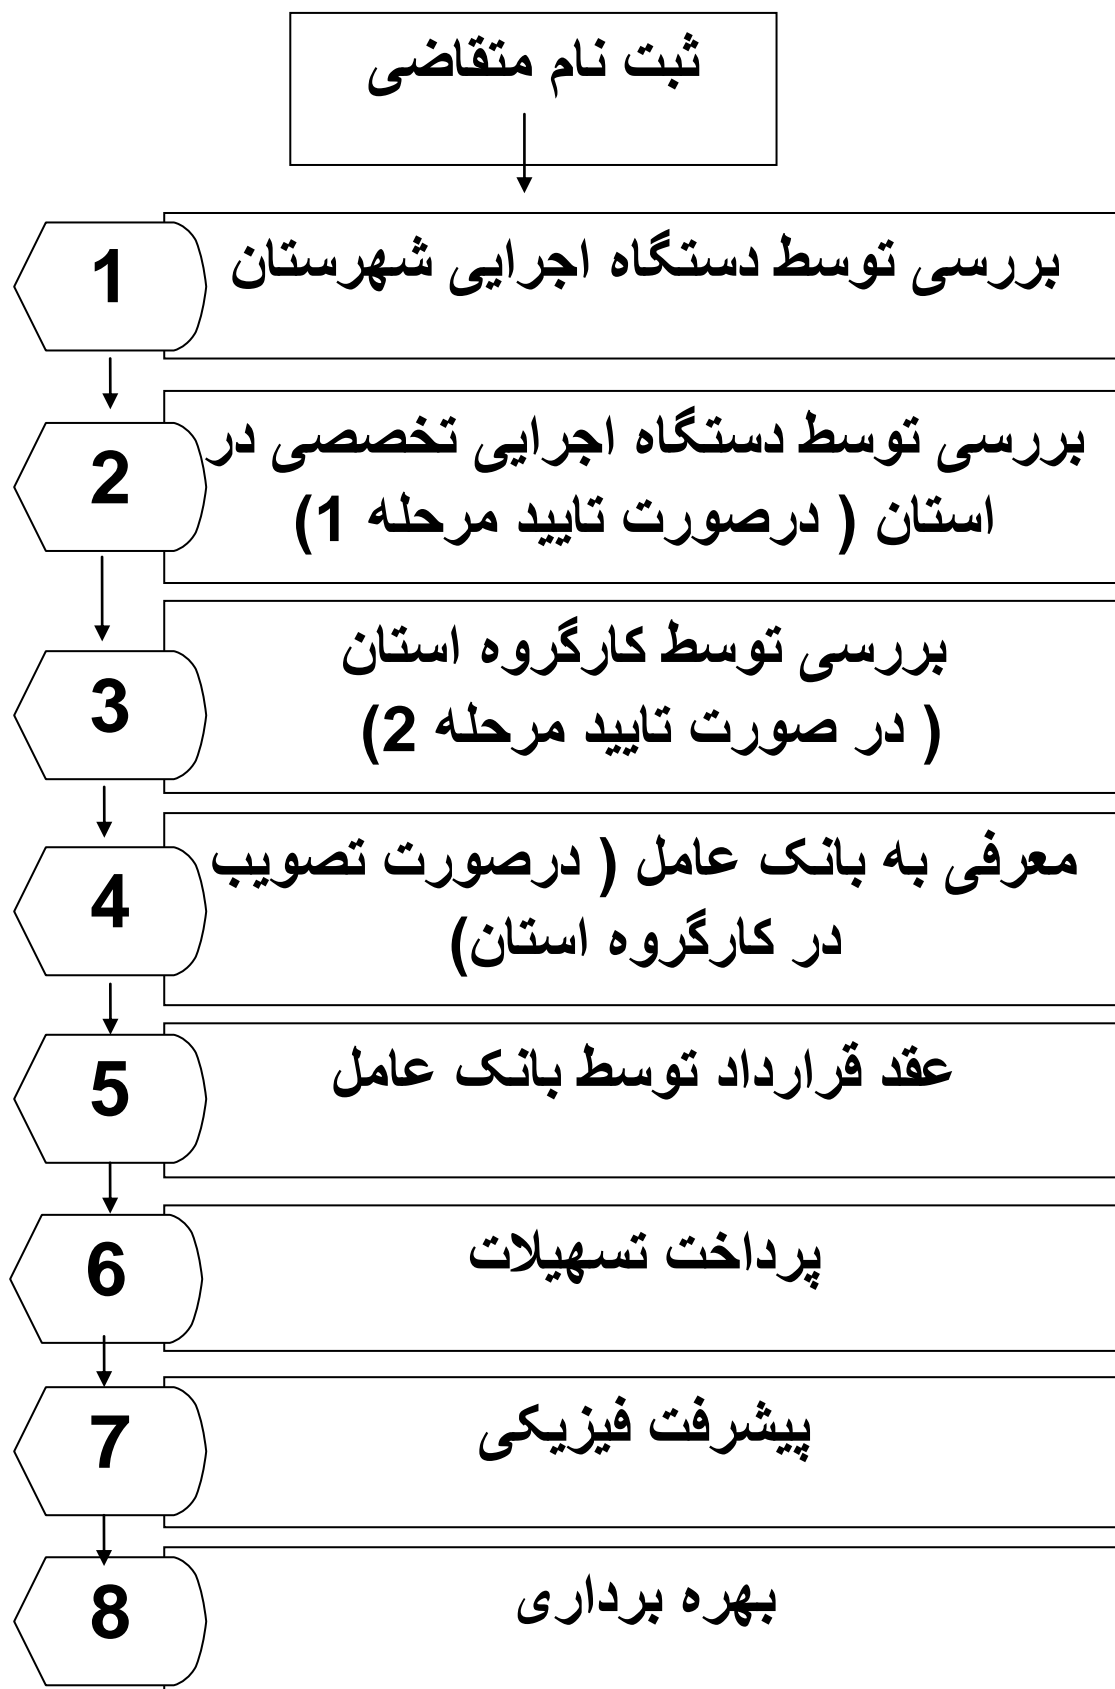 ثبت نام متقاضی
1
بررسی توسط دستگاه اجرایی شهرستان
2
بررسی توسط دستگاه اجرایی تخصصی در
استان ( درصورت تایید مرحله 1)
3
بررسی توسط کارگروه استان
( در صورت تایید مرحله 2)
4
معرفی به بانک عامل ( درصورت تصویب
در کارگروه استان)
5
عقد قرارداد توسط بانک عامل
6
پرداخت تسهیلات
7
پیشرفت فیزیکی
8
بهره برداری